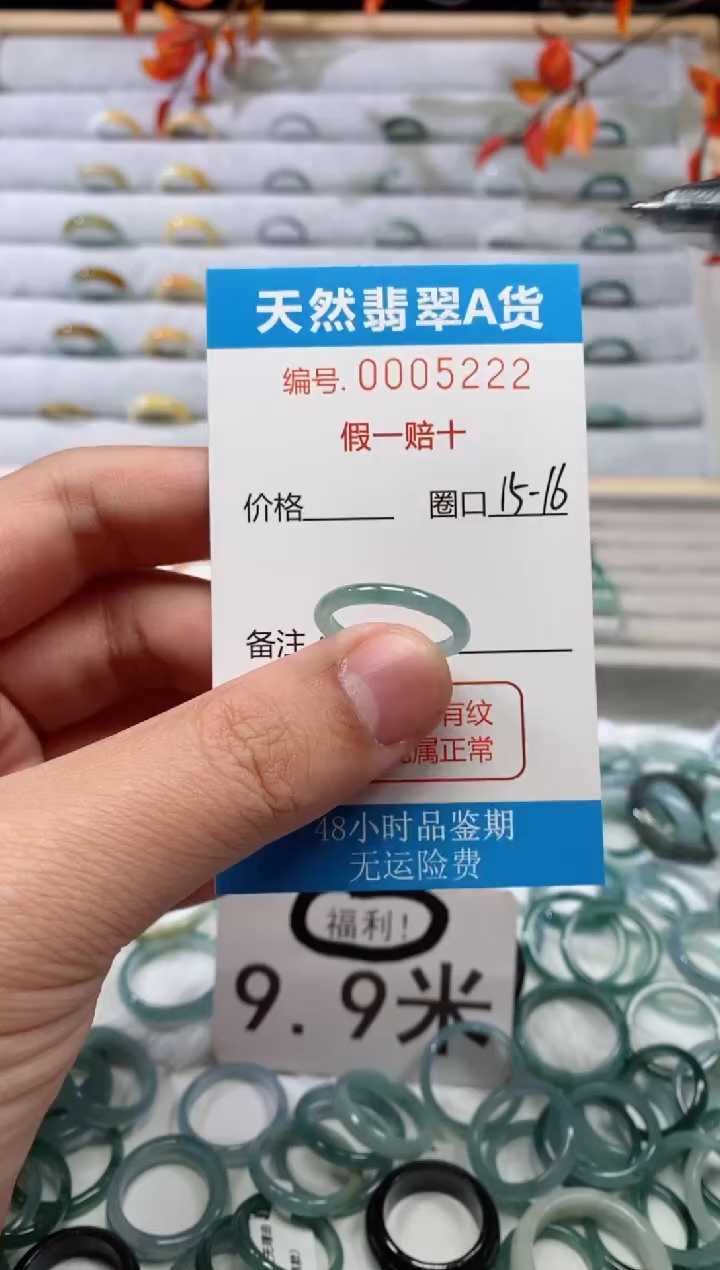 天然翡翠A货
编号. 0005222
假一赔十
价格 圈口 15-16
备注
有纹
属正常
48小时品鉴期
无运险费
福利！
9.9米